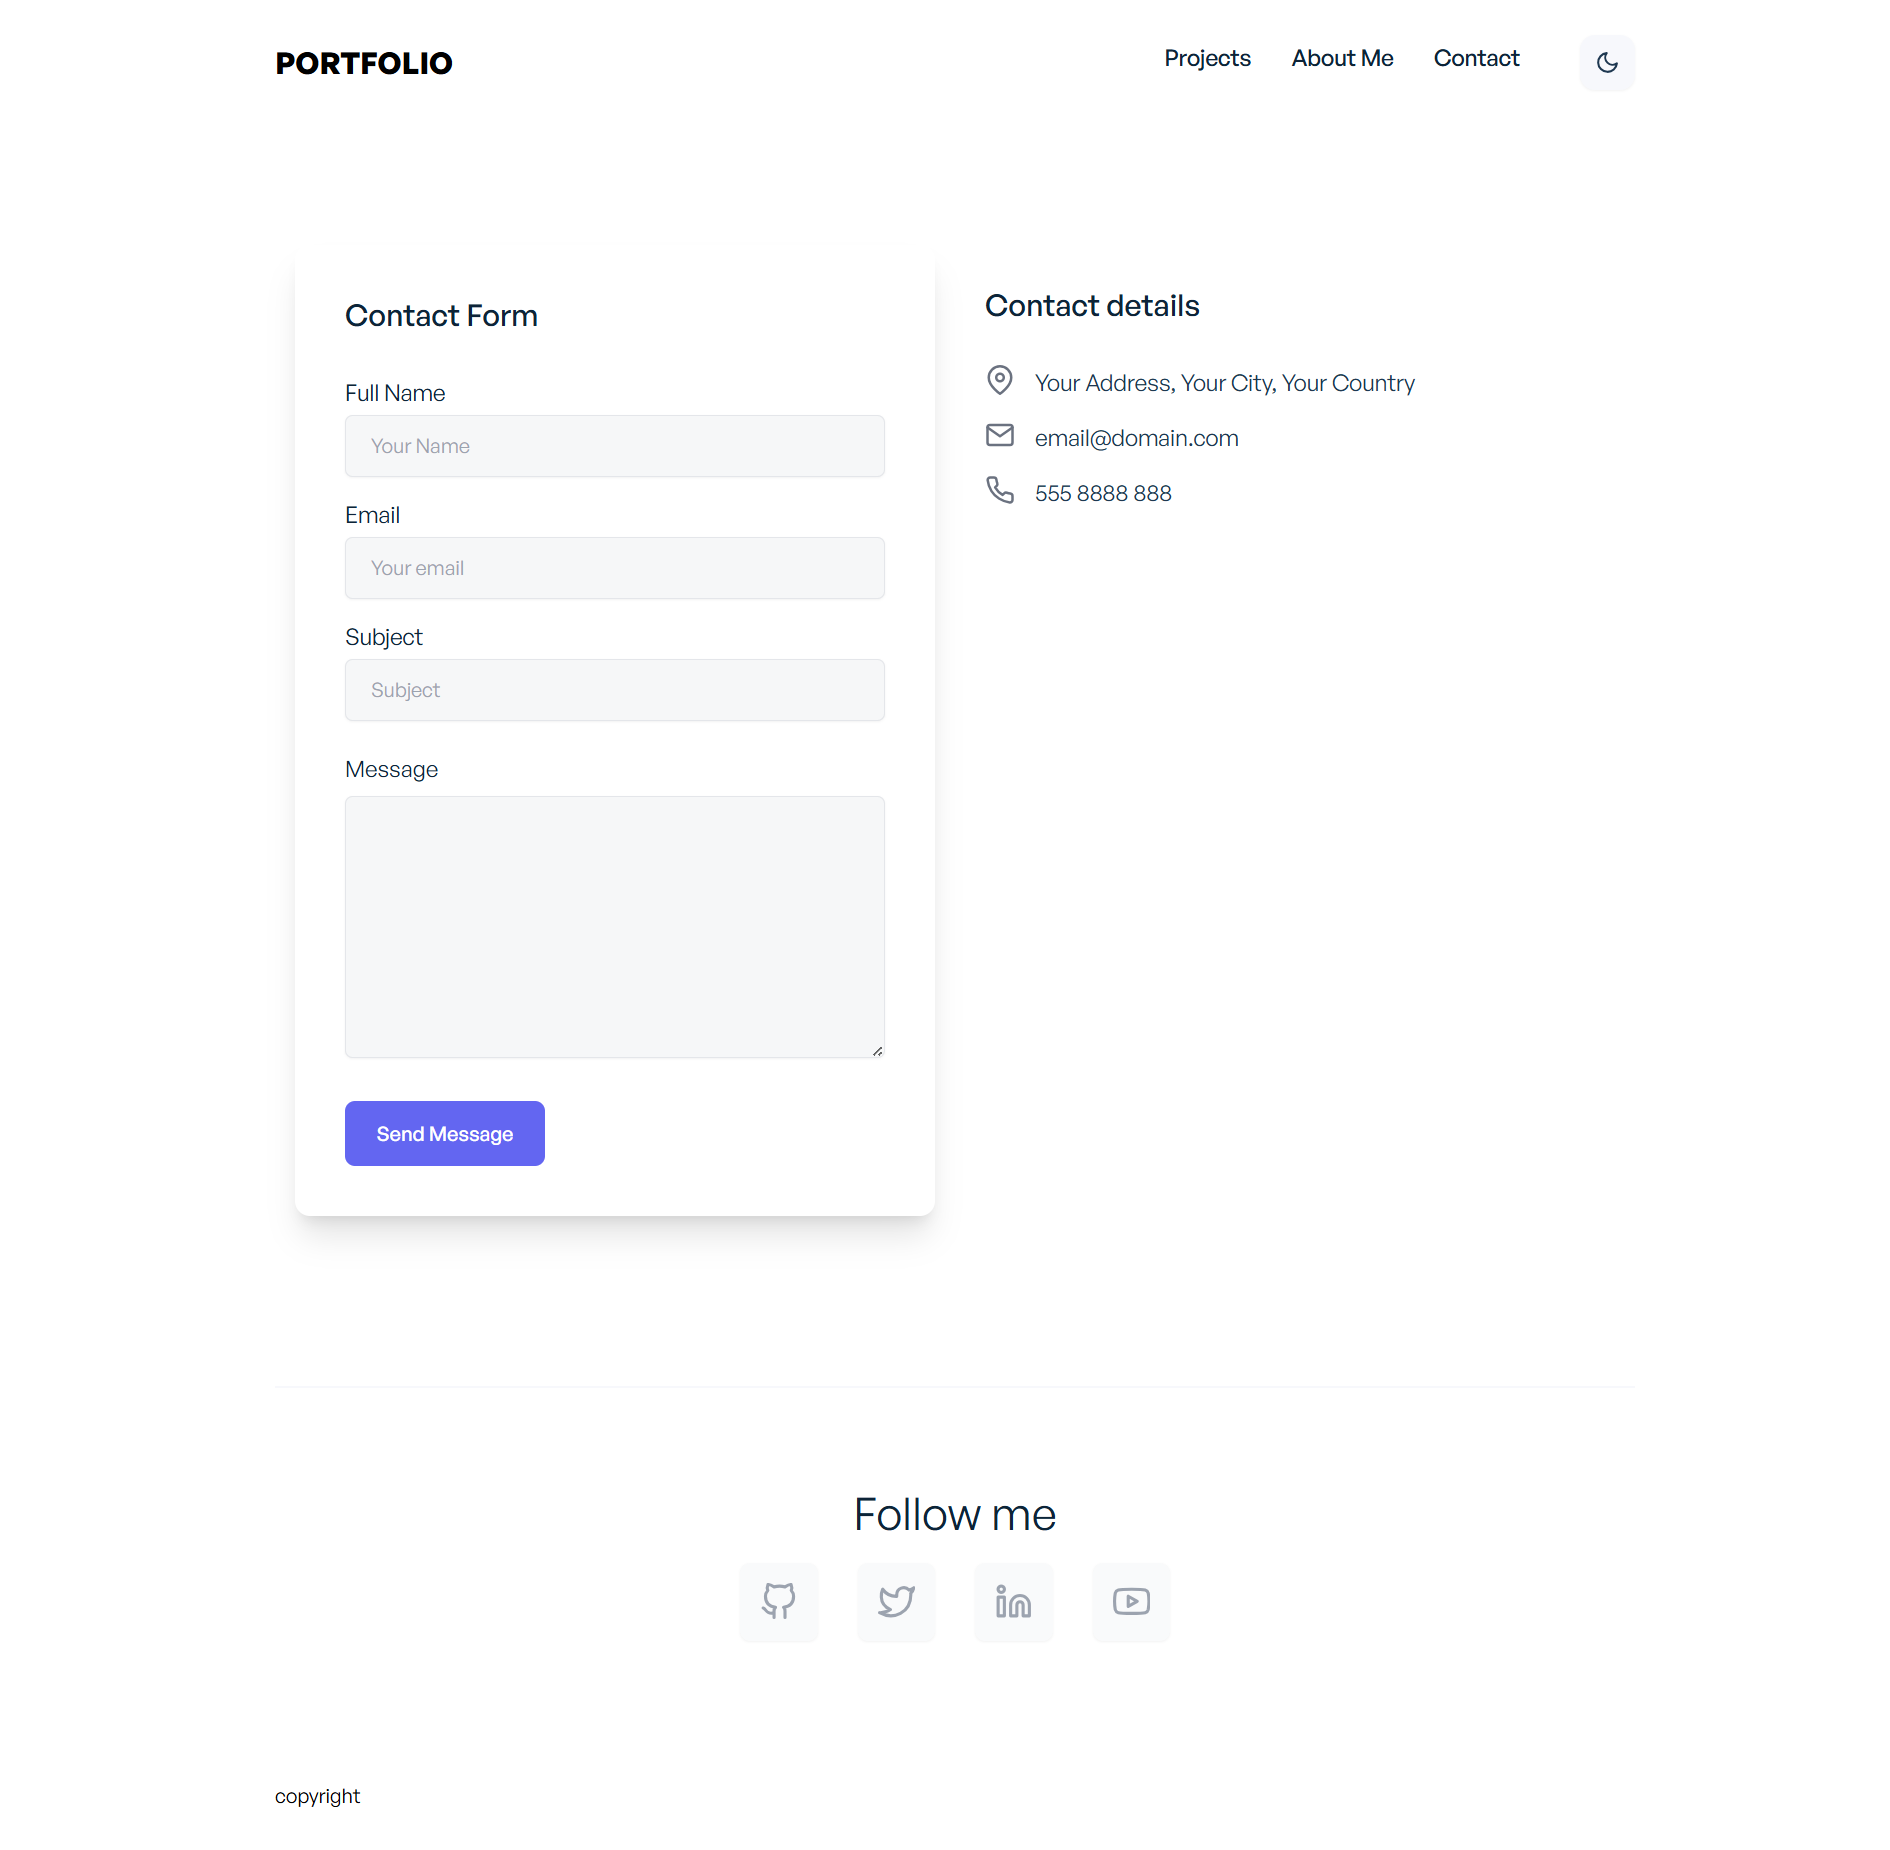 PORTFOLIO
Projects
About Me
Contact
Contact Form
Full Name
Your Name
Email
Your email
Subject
Subject
Message
Send Message
Contact details
Your Address, Your City, Your Country
email@domain.com
555 8888 888
Follow me
copyright